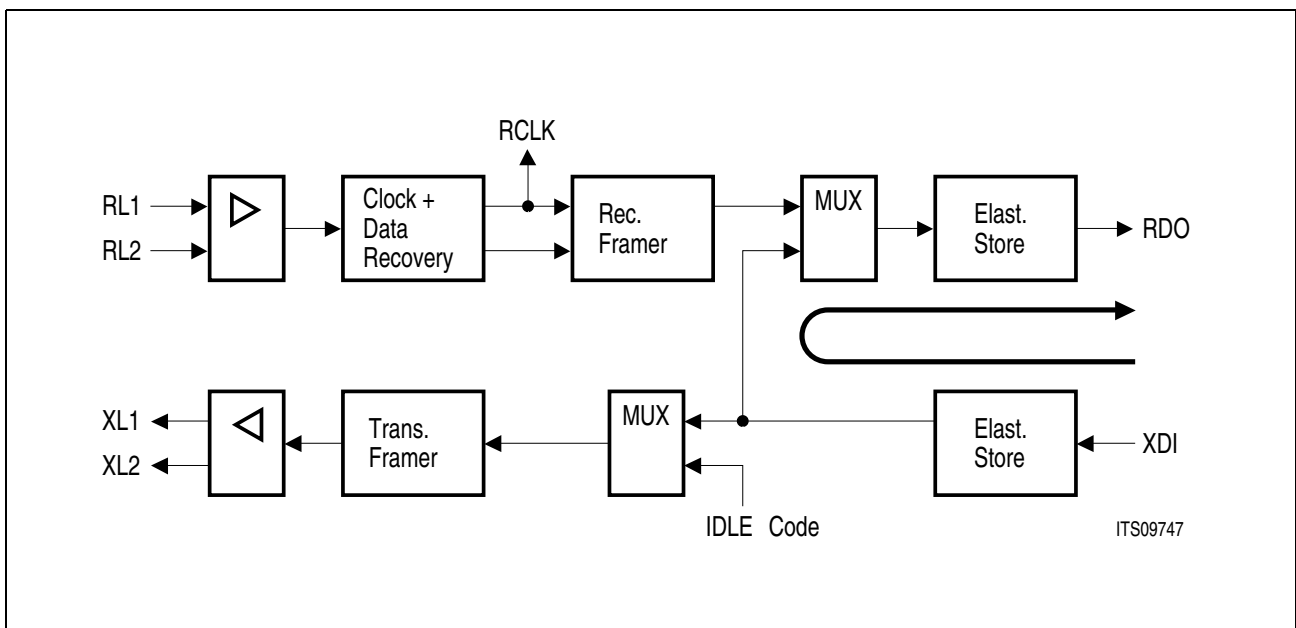 RCLK
RL1
RL2
Clock +
Data
Recovery
Rec.
Framer
MUX
Elast.
Store
RDO
XL1
XL2
Trans.
Framer
MUX
Elast.
Store
XDI
IDLE Code
ITS09747